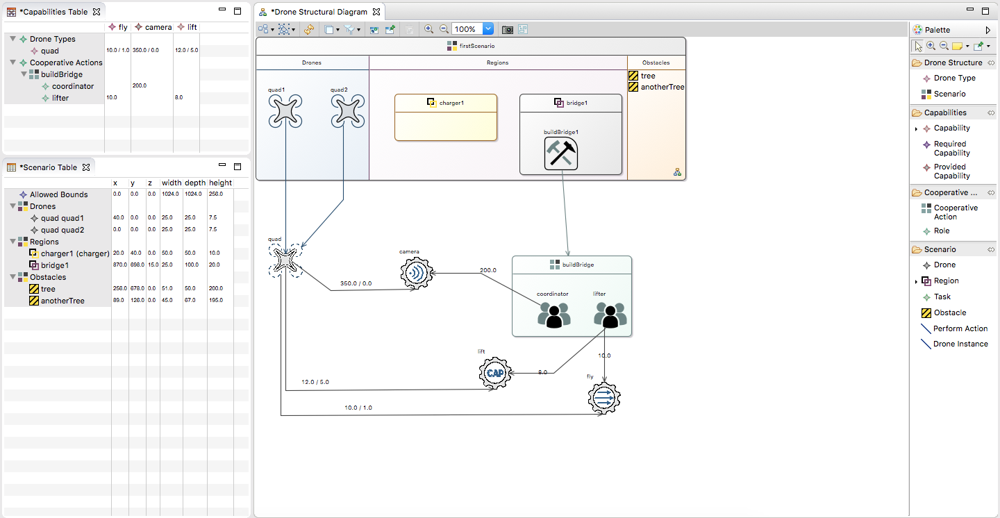 *Capabilities Table
fly camera lift
Drone Types
quad 10.0 / 1.0 350.0 / 0.0 12.0 / 5.0
Cooperative Actions
buildBridge
coordinator 200.0
lifter 10.0 8.0
*Scenario Table
x y z width depth height
Allowed Bounds 0.0 0.0 0.0 1024.0 1024.0 256.0
Drones
quad quad1 40.0 0.0 0.0 25.0 25.0 7.5
quad quad2 0.0 0.0 0.0 25.0 25.0 7.5
Regions
charger1 (charger) 20.0 40.0 0.0 50.0 50.0 10.0
bridge1 870.0 698.0 15.0 25.0 100.0 20.0
Obstacles
tree 256.0 678.0 0.0 51.0 50.0 200.0
anotherTree 89.0 126.0 0.0 45.0 67.0 195.0
*Drone Structural Diagram
100%
firstScenario
Drones Regions Obstacles
tree
anotherTree
quad1 quad2
charger1 bridge1
buildBridge1
quad
camera
buildBridge
200.0
350.0 / 0.0
coordinator lifter
lift
10.0
8.0
fly
12.0 / 5.0
CAP
10.0 / 1.0
Palette
Drone Structure
Drone Type
Scenario
Capabilities
Capability
Required
Capability
Provided
Capability
Cooperative ...
Cooperative
Action
Role
Scenario
Drone
Region
Task
Obstacle
Perform Action
Drone Instance